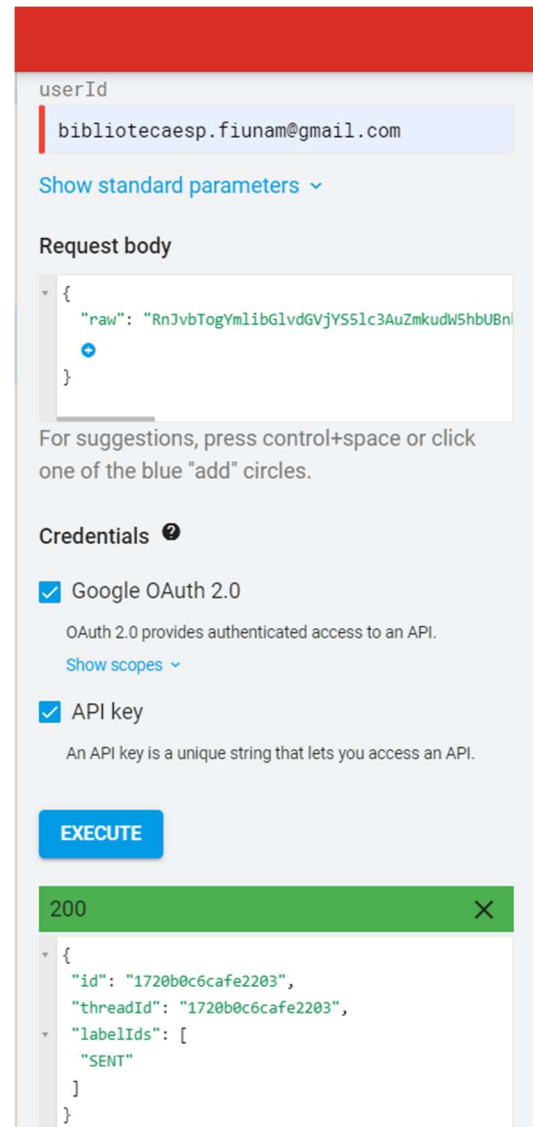 userId
bibliotecaesp.fiunam@gmail.com
Show standard parameters
Request body
{
"raw": "RnJvbTogYmlibGlvdGVjYS5lc3AuZmkudW5hbUBnl
}
For suggestions, press control+space or click
one of the blue "add" circles.
Credentials ?
Google OAuth 2.0
OAuth 2.0 provides authenticated access to an API.
Show scopes
API key
An API key is a unique string that lets you access an API.
EXECUTE
200
{
"id": "1720b0c6cafe2203",
"threadId": "1720b0c6cafe2203",
"labelIds": [
"SENT"
]
}